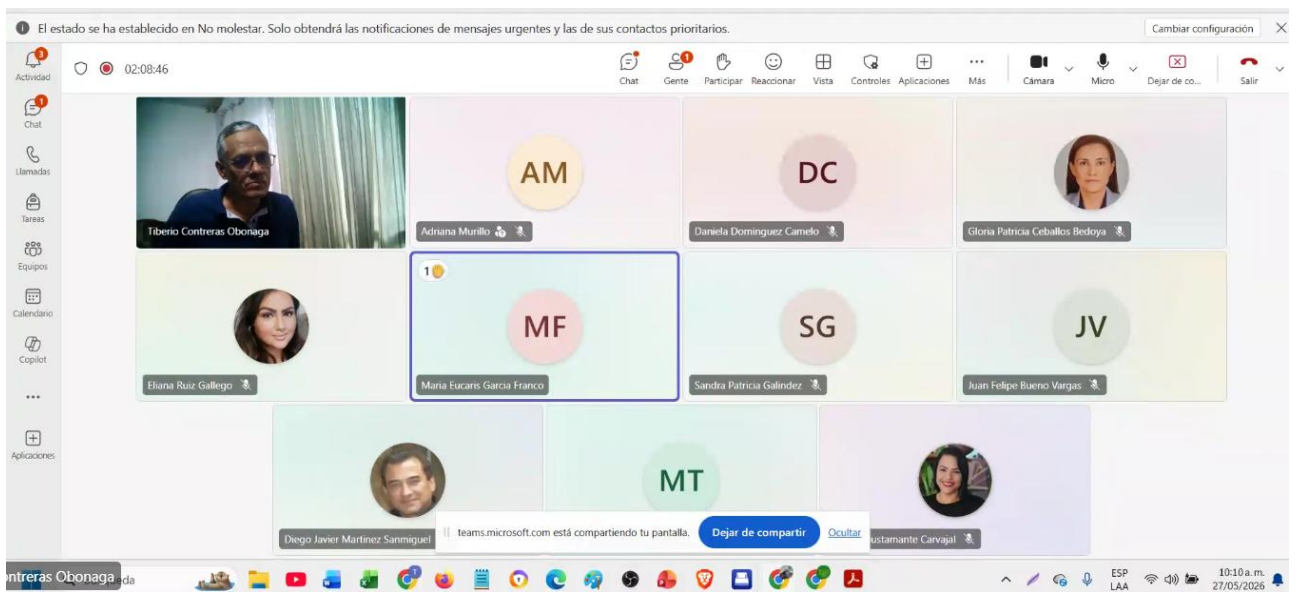 El estado se ha establecido en No molestar. Solo obtendrá las notificaciones de mensajes urgentes y las de sus contactos prioritarios.
Cambiar configuración
3
Actividad
02:08:46
Chat
1
Gente
Participar
Reaccionar
Vista
Controles
Aplicaciones
Más
Cámara
Micro
Dejar de co...
Salir
1
Chat
Llamadas
Tareas
Equipos
Calendario
Copilot
Aplicaciones
Tiberio Contreras Obonaga
AM
Adriana Murillo
DC
Daniela Dominguez Camelo
Gloria Patricia Ceballos Bedoya
Eliana Ruiz Gallego
1
MF
Maria Eucaris Garcia Franco
SG
Sandra Patricia Galindez
JV
Juan Felipe Bueno Vargas
Diego Javier Martinez Sanmiguel
MT
ustamante Carvajal
teams.microsoft.com está compartiendo tu pantalla.
Dejar de compartir
Ocultar
ntreras Obonaga
eda
ESP
LAA
10:10 a. m.
27/05/2026